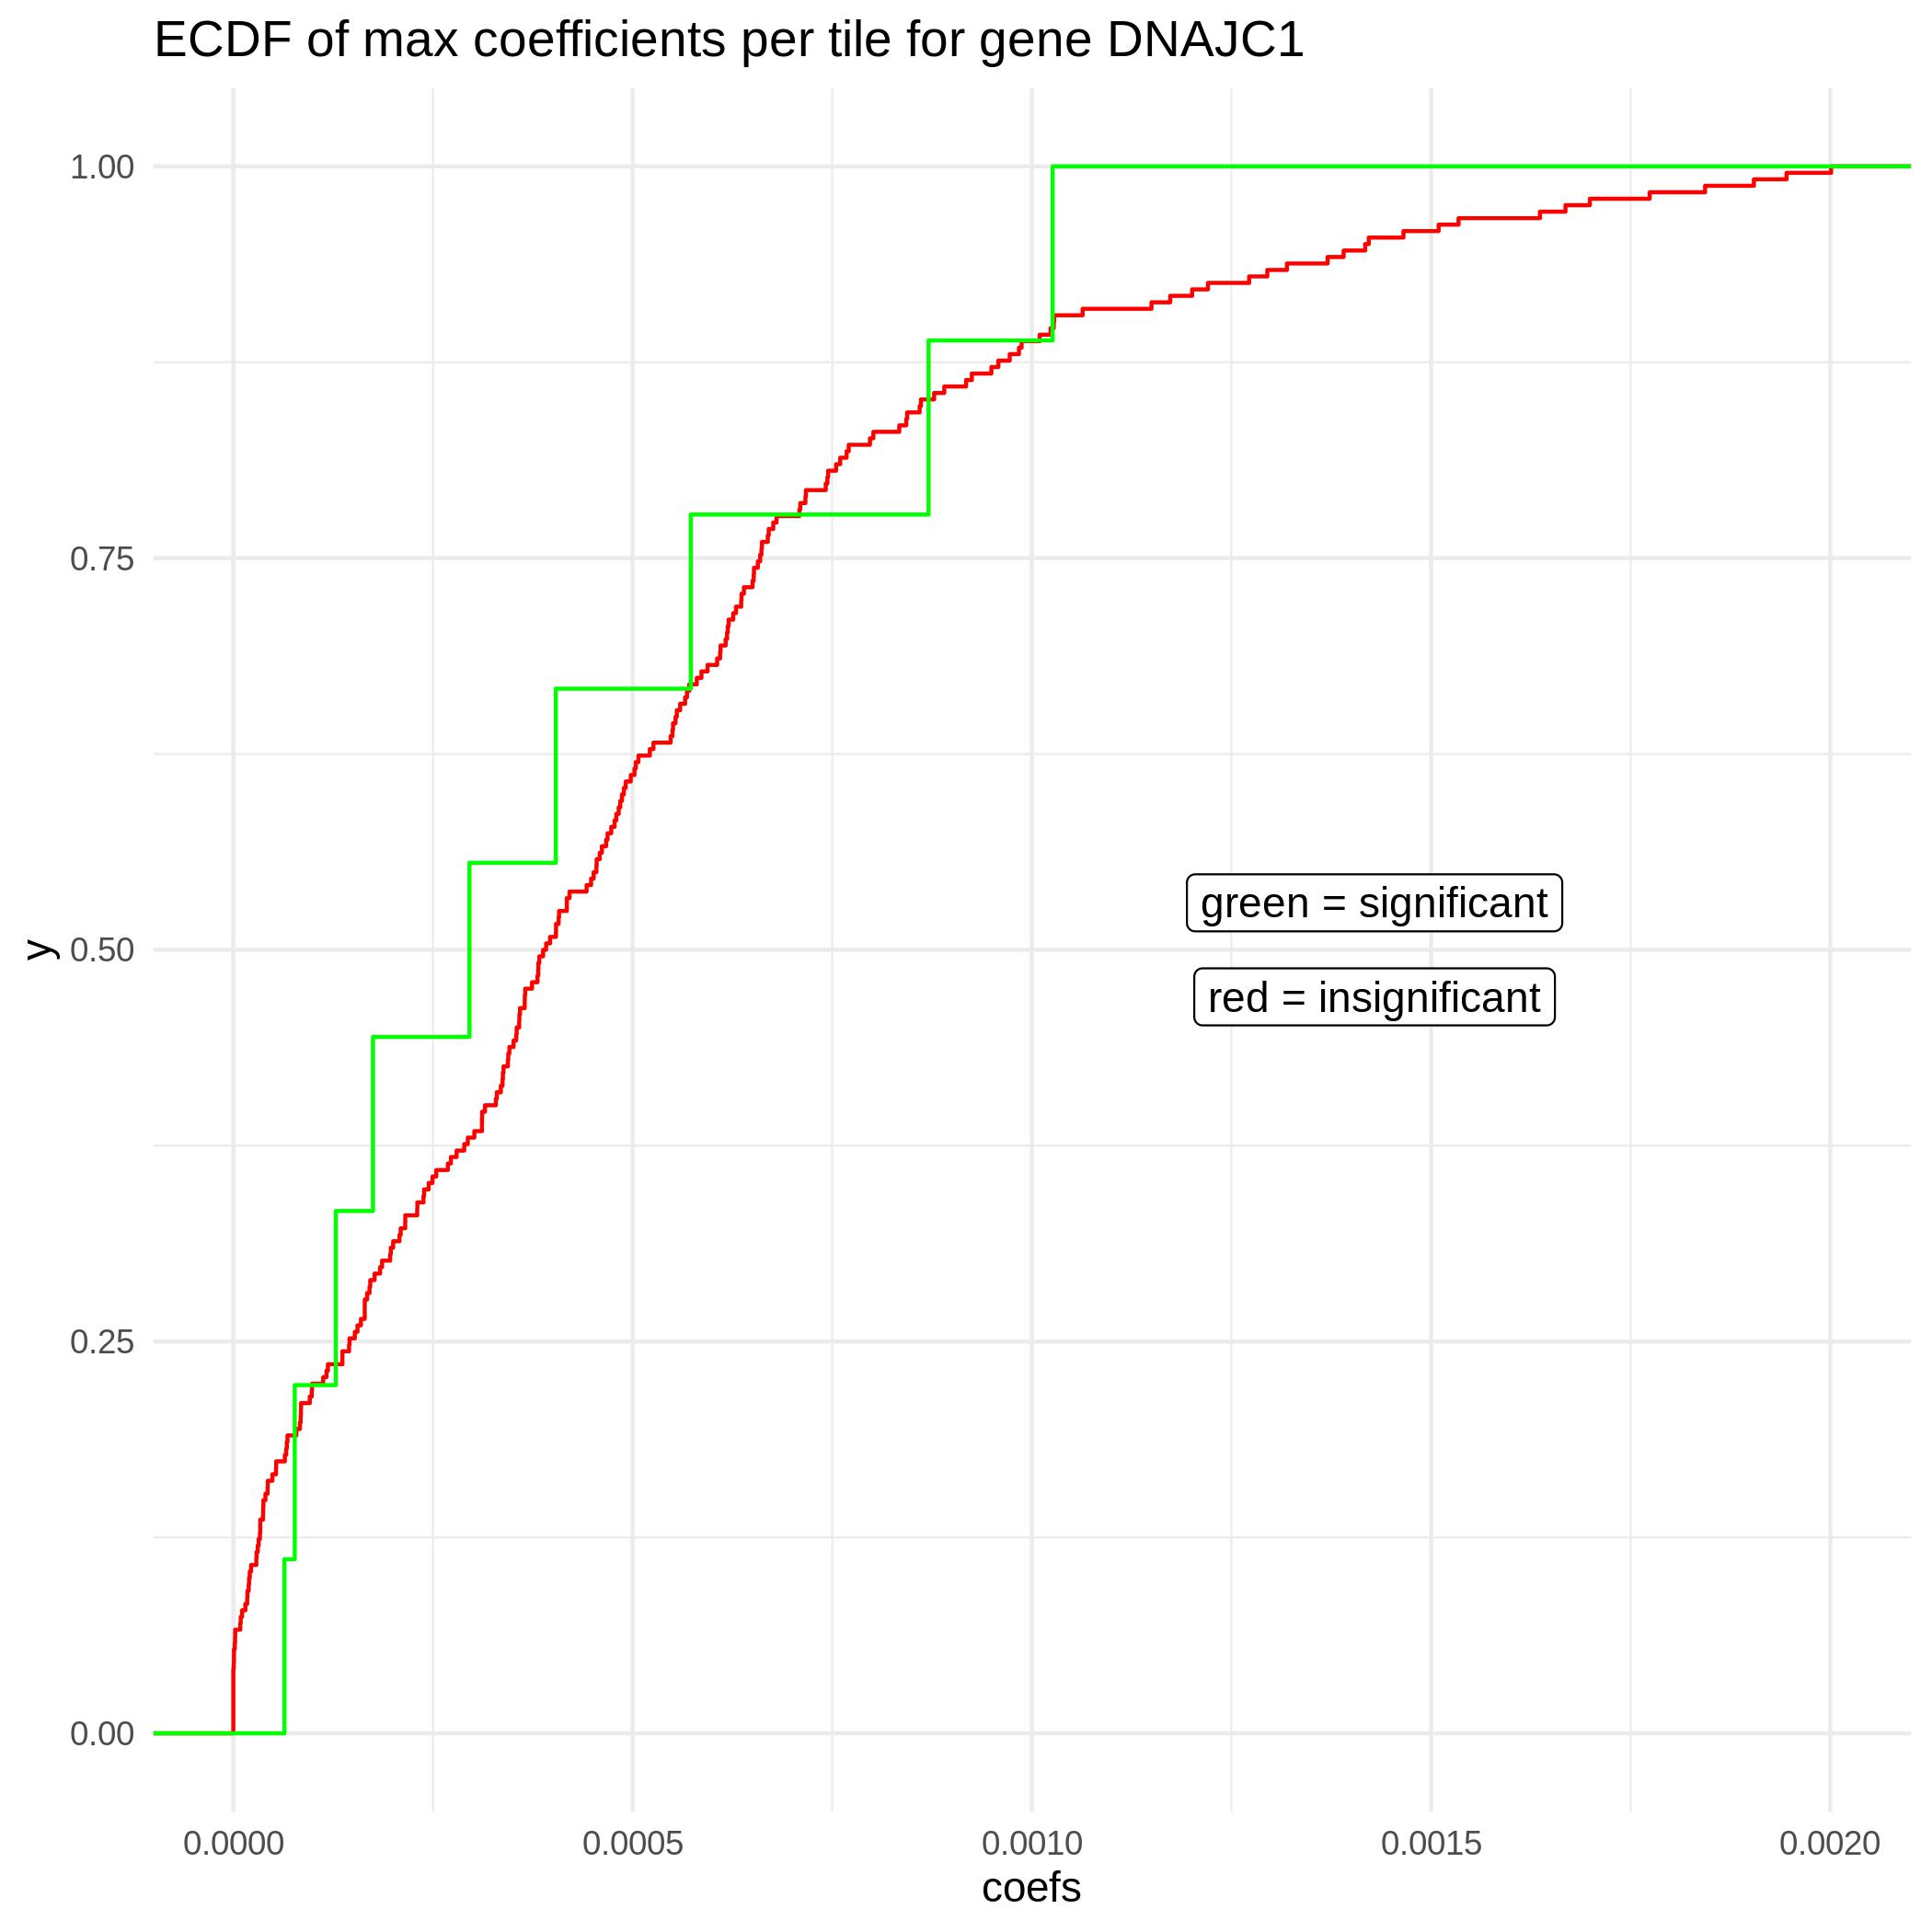 ECDF of max coefficients per tile for gene DNAJC1
1.00
0.75
0.50
0.25
0.00
y
green = significant
red = insignificant
0.0000 0.0005 0.0010 0.0015 0.0020
coefs